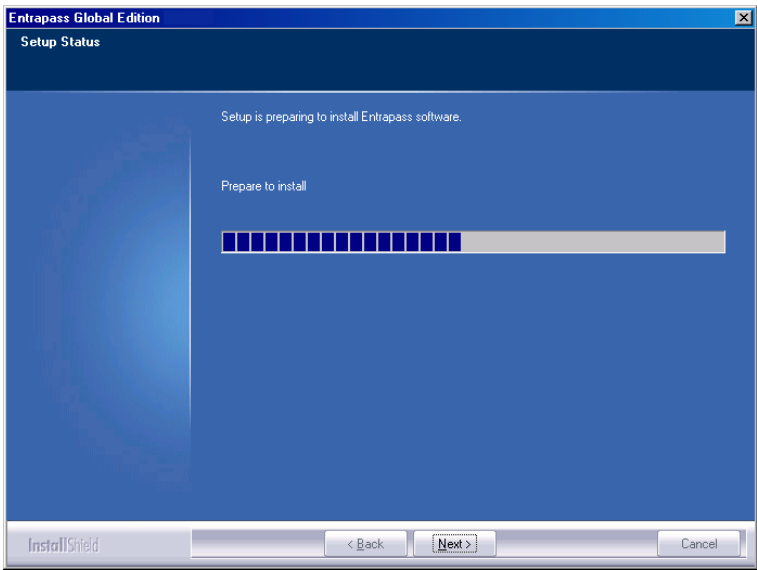 Entrapass Global Edition
Setup Status
Setup is preparing to install Entrapass software.
Prepare to install
InstallShield
< Back
Next >
Cancel